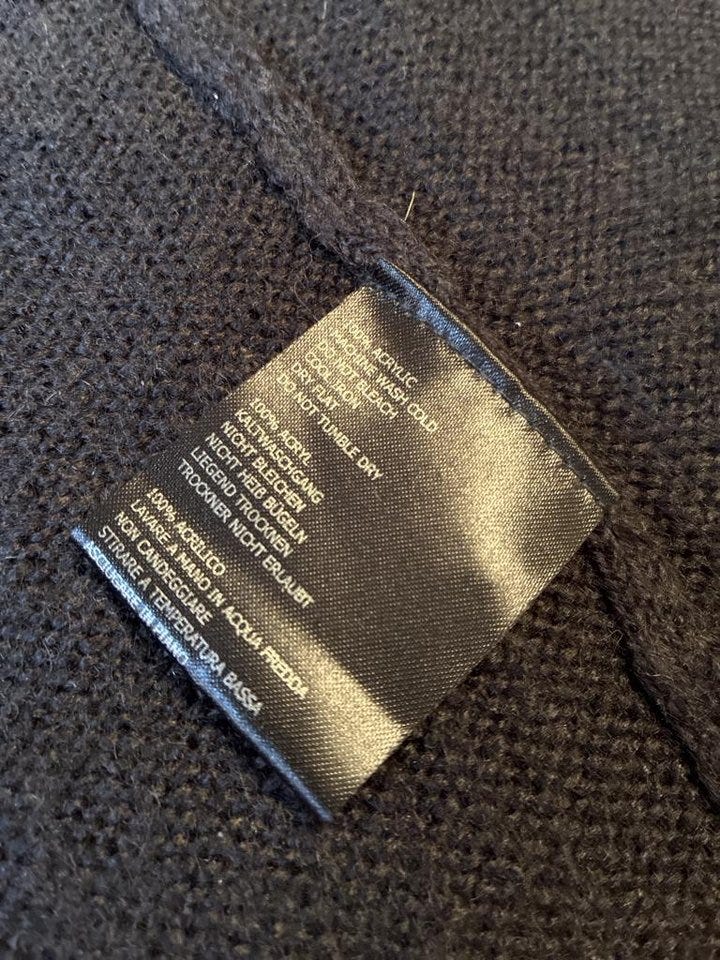 100% ACRYLIC
MACHINE WASH COLD
DO NOT BLEACH
COOL IRON
DRY FLAT
DO NOT TUMBLE DRY
100% ACRYL
KALTWASCHGANG
NICHT BLEICHEN
NICHT HEIß BÜGELN
LIEGEND TROCKNEN
TROCKNER NICHT ERLAUBT
100% ACRILICO
LAVARE A MANO IN ACQUA FREDDA
NON CANDEGGIARE
STIRARE A TEMPERATURA BASSA
IN PIANO